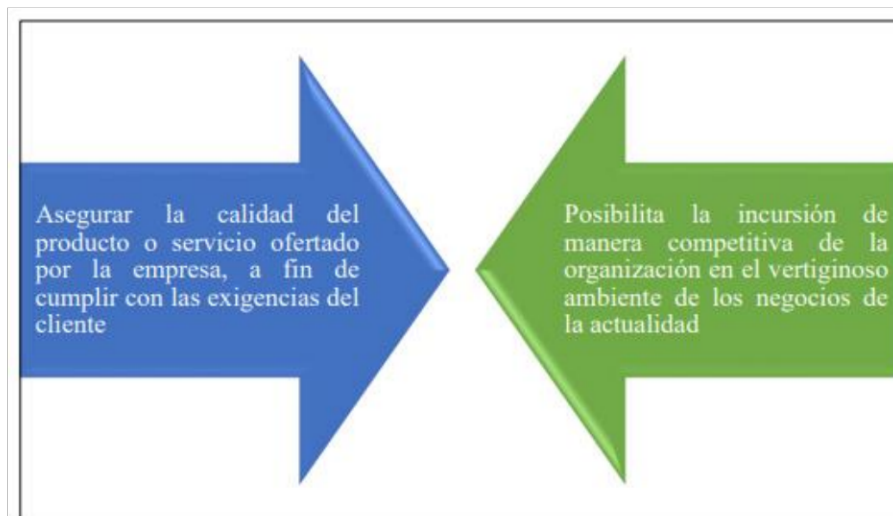 Asegurar la calidad del
producto o servicio ofertado
por la empresa, a fin de
cumplir con las exigencias del
cliente
Posibilita la incursión de
manera competitiva de la
organización en el vertiginoso
ambiente de los negocios de
la actualidad